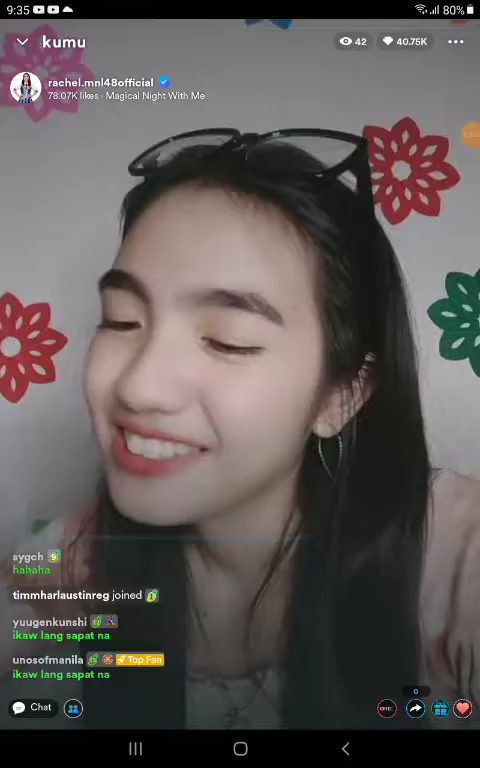 9:35
80%
kumu
42
40.75K
rachel.mnl48official
78.07K likes · Magical Night With Me
sygch 9
hahaha
timmharlaustinreg joined
yuugenkunshi
ikaw lang sapat na
unosofmanila Top Fan
ikaw lang sapat na
0
Chat